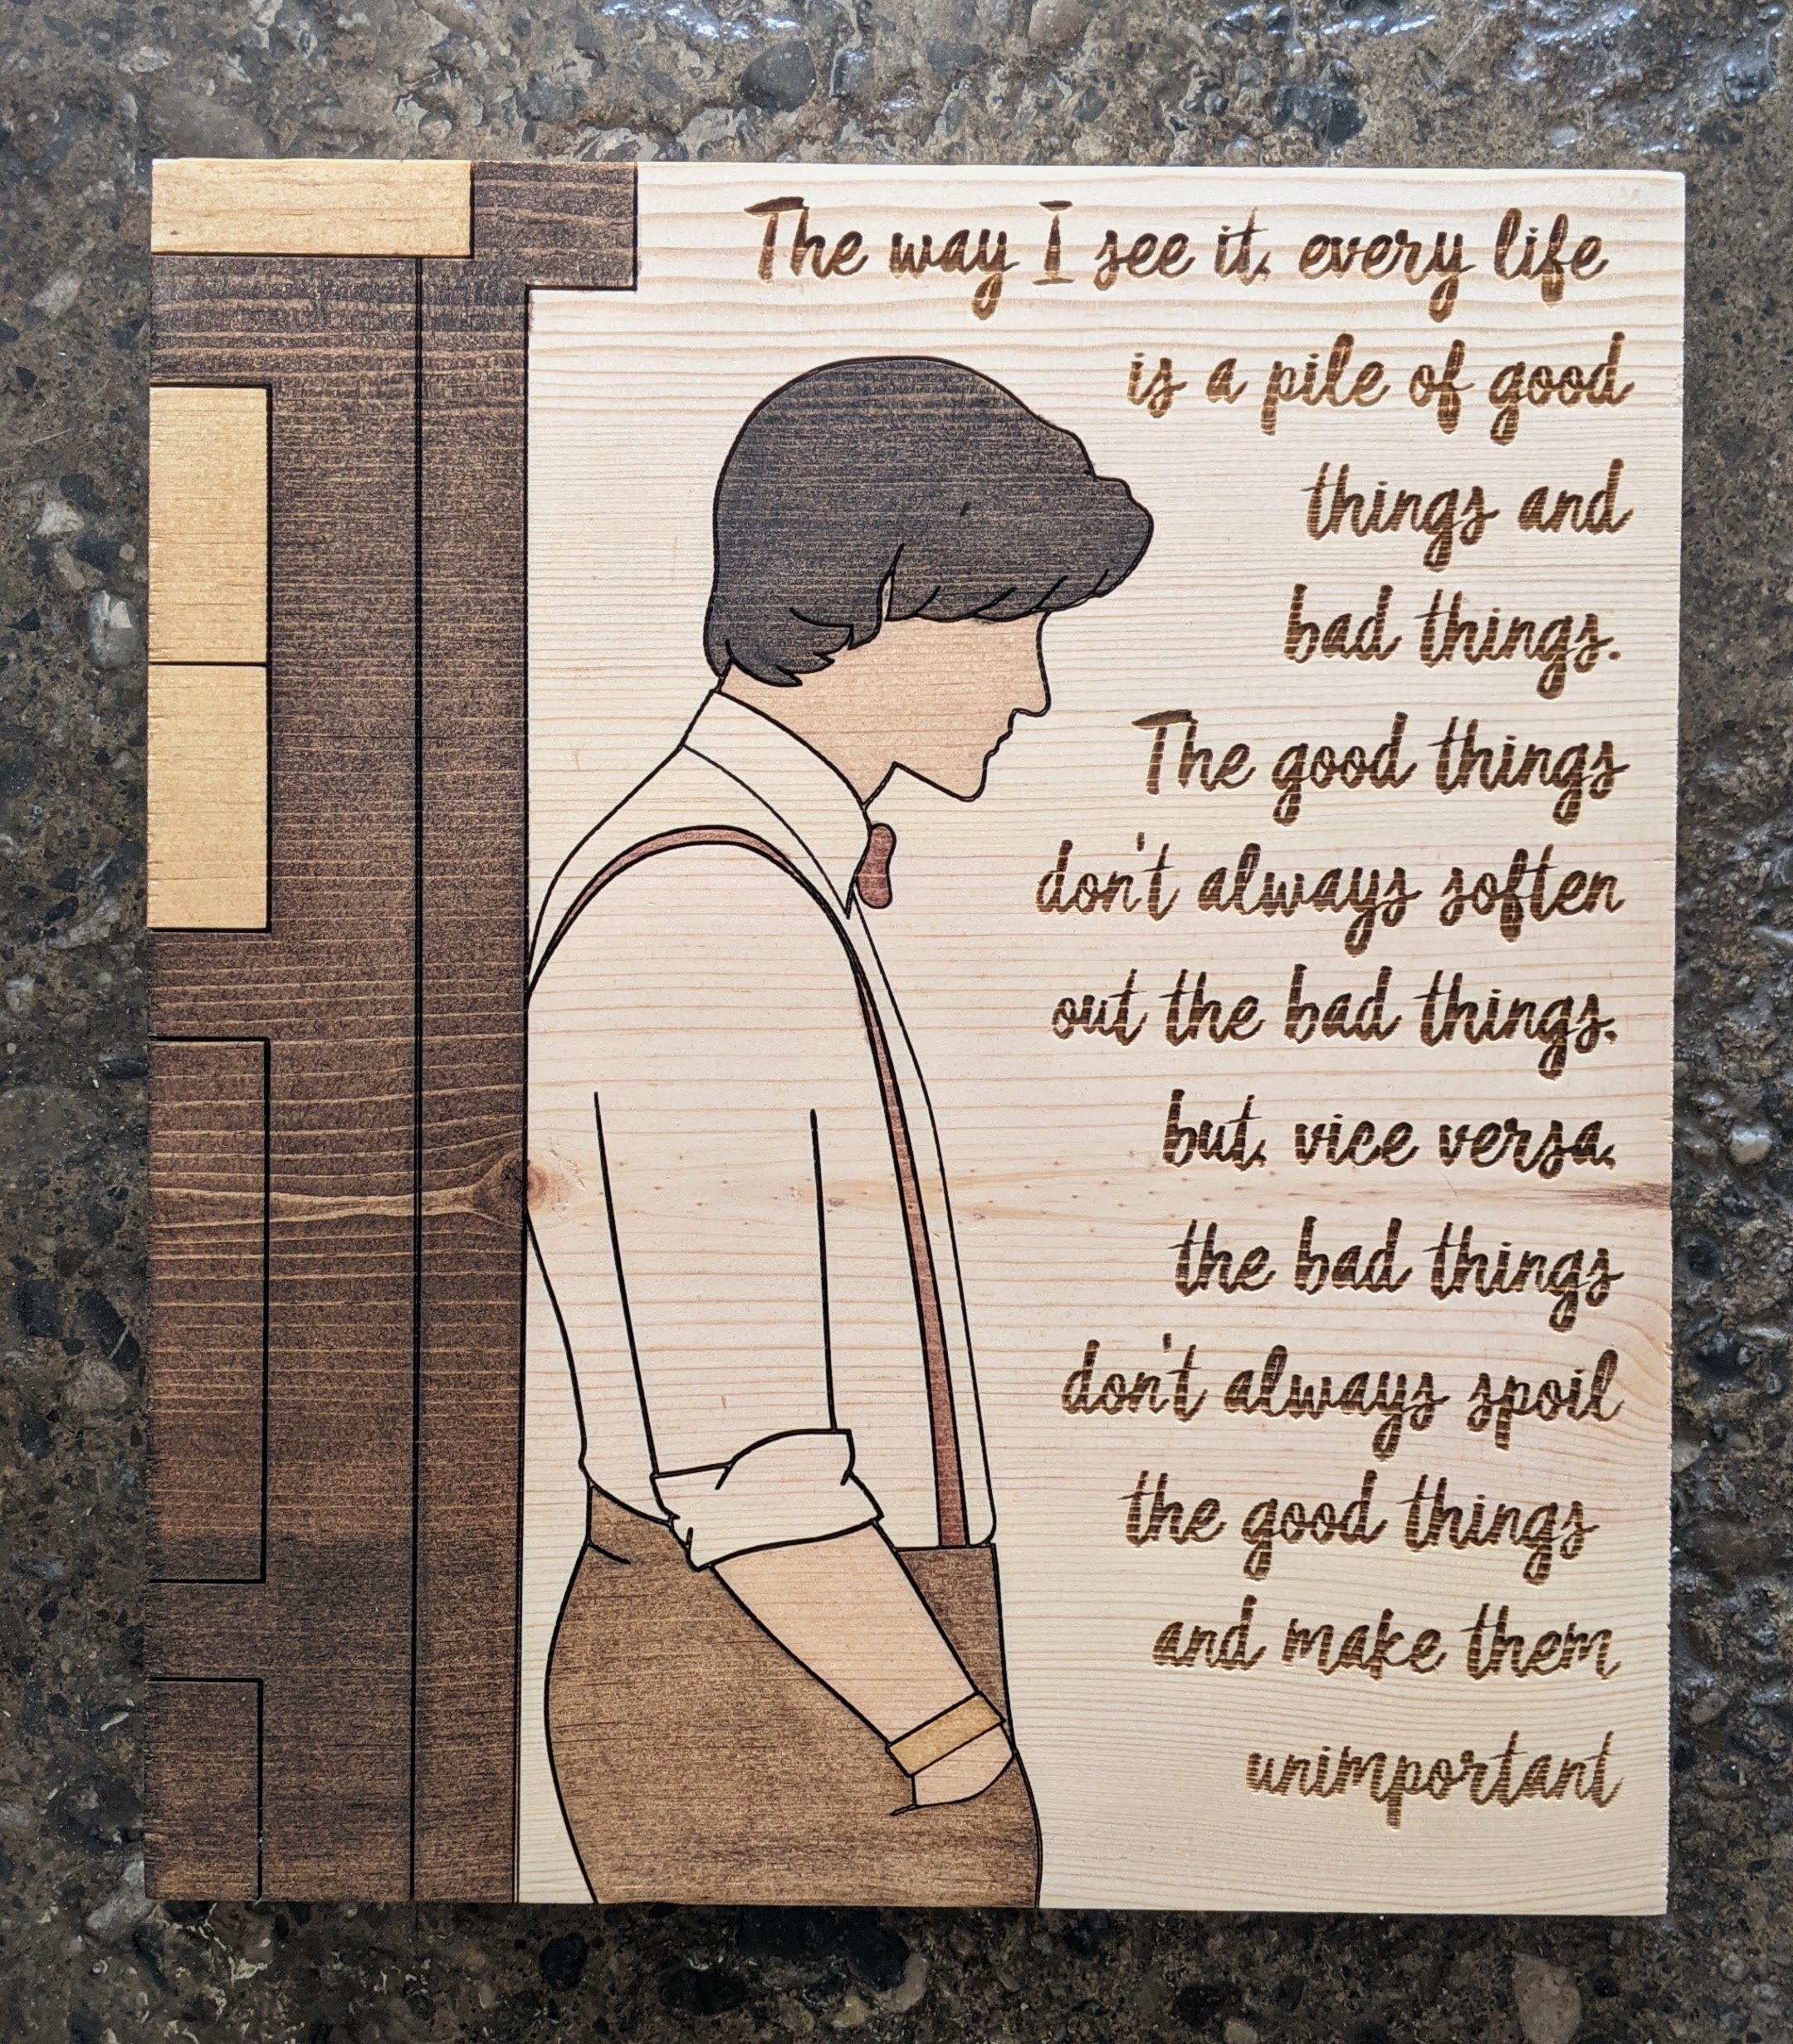 The way I see it, every life
is a pile of good
things and
bad things.
The good things
don't always soften
out the bad things.
but, vice versa,
the bad things
don't always spoil
the good things
and make them
unimportant